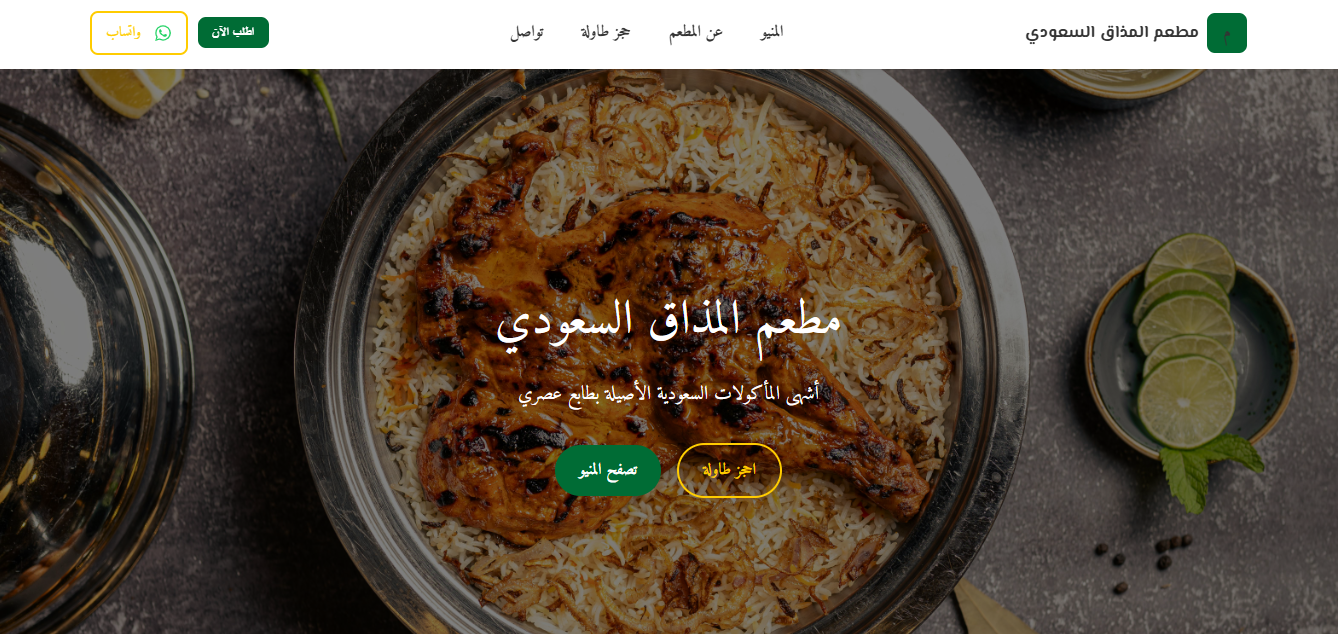 م
مطعم المذاق السعودي
المنيو
عن المطعم
حجز طاولة
تواصل
اطلب الآن
واتساب
مطعم المذاق السعودي
أشهى المأكولات السعودية الأصيلة بطابع عصري
احجز طاولة
تصفح المنيو